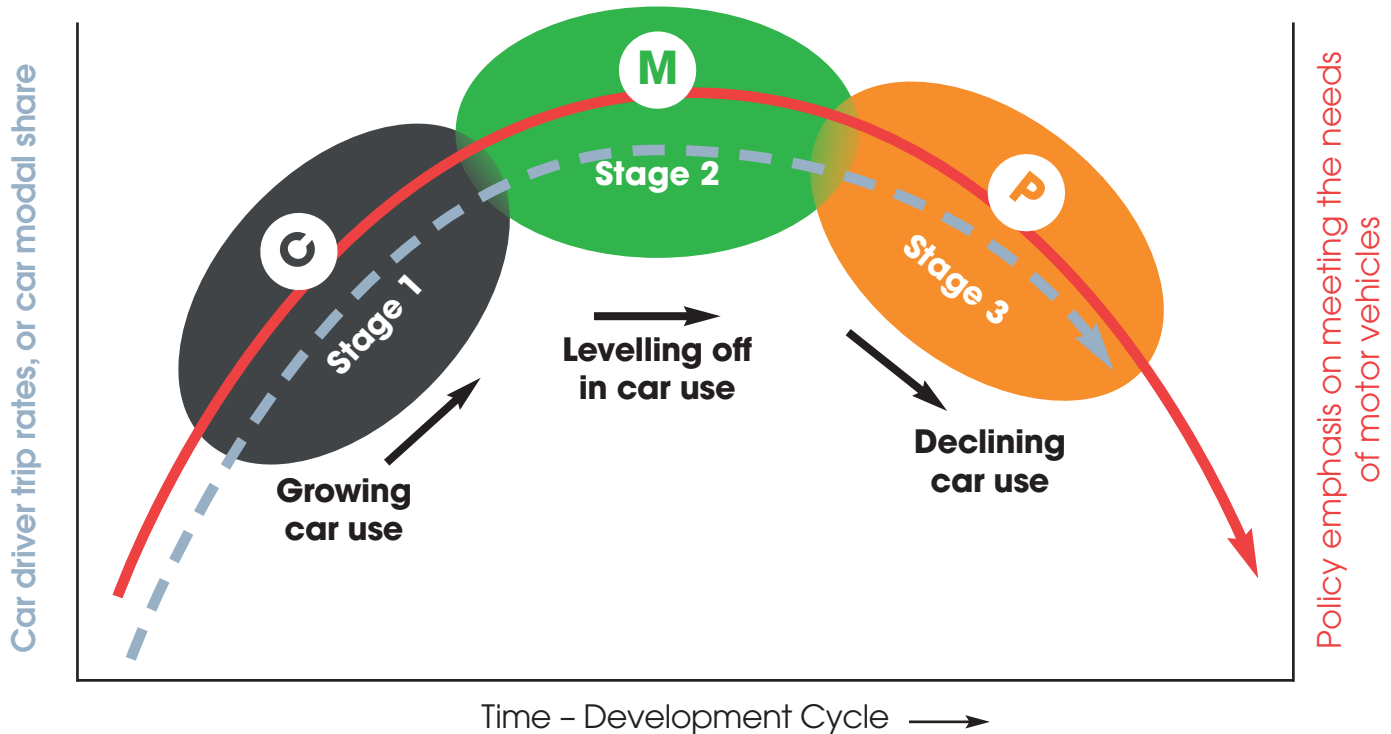 Car driver trip rates, or car modal share
C
Stage 1
Growing
car use
M
Stage 2
Levelling off
in car use
P
Stage 3
Declining
car use
Policy emphasis on meeting the needs
of motor vehicles
Time – Development Cycle